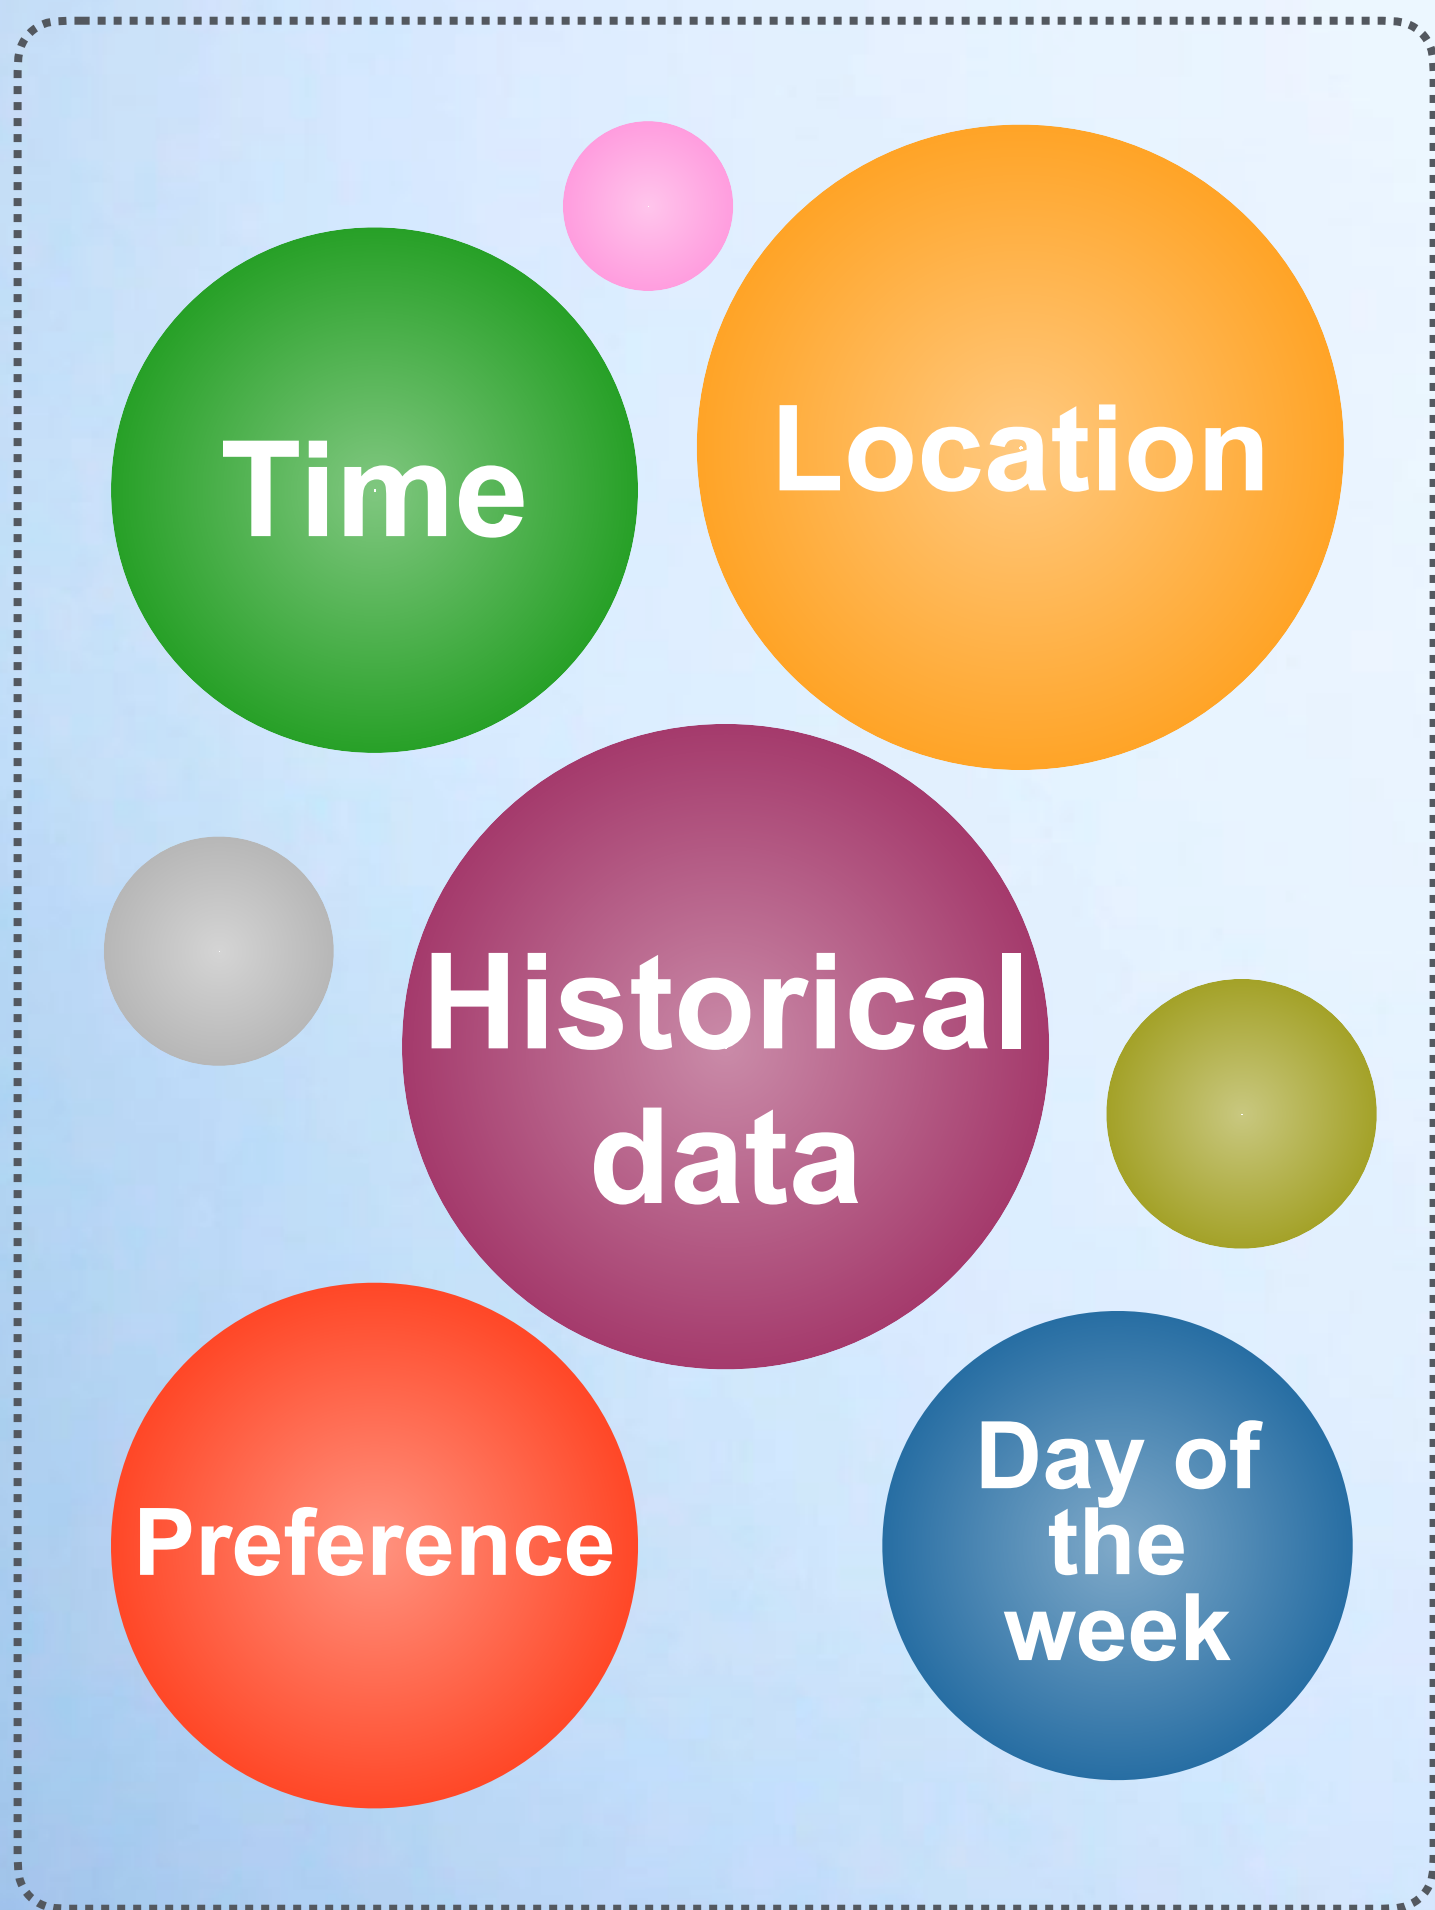 Time
Location
Historical
data
Preference
Day of
the
week